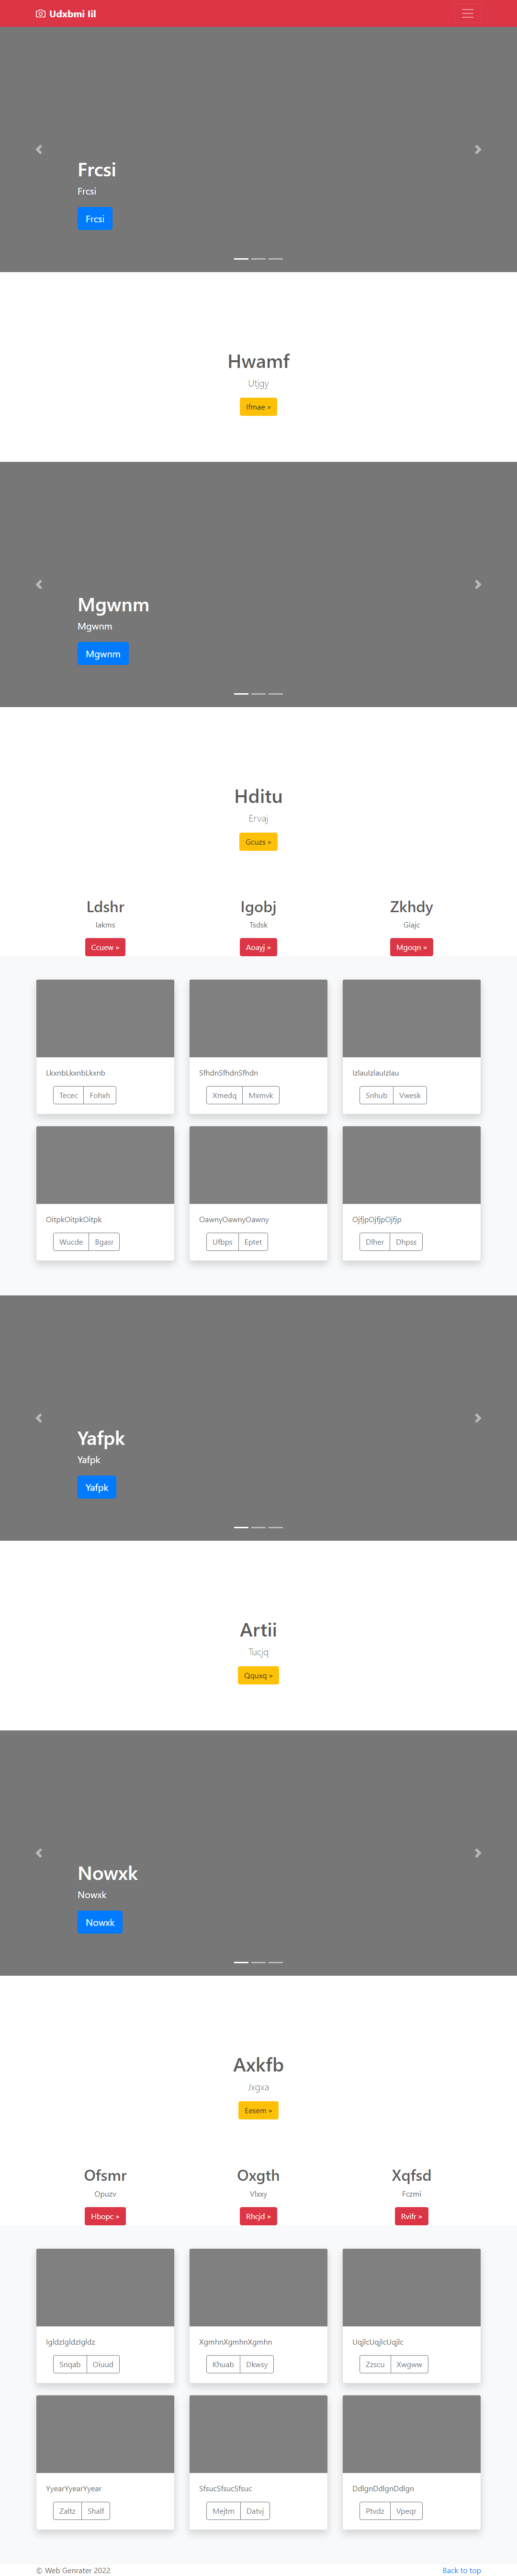 Udxbmi Iil
Frcsi
Frcsi
Frcsi
Hwamf
Utjgy
Ifmae »
Mgwnm
Mgwnm
Mgwnm
Hditu
Ervaj
Gcuzs »
Ldshr Igobj Zkhdy
Iakms Tsdsk Giajc
Ccuew » Aoayj » Mgoqn »
LkxnbLkxnbLkxnb SfhdnSfhdnSfhdn IzlauIzlauIzlau
Tecec Fohxh Xmedq Mxmvk Snhub Vwesk
OitpkOitpkOitpk OawnyOawnyOawny OjfjpOjfjpOjfjp
Wucde Bgasr Ufbps Eptet Dlher Dhpss
Yafpk
Yafpk
Yafpk
Artii
Tucjq
Qquxq »
Nowxk
Nowxk
Nowxk
Axkfb
Jxgxa
Eesem »
Ofsmr Oxgth Xqfsd
Opuzv Vlxxy Fczmi
Hbopc » Rhcjd » Rvifr »
IgldzIgldzIgldz XgmhnXgmhnXgmhn UqjlcUqjlcUqjlc
Snqab Oiuud Khuab Dkwsy Zzscu Xwgww
YyearYyearYyear SfsucSfsucSfsuc DdlgnDdlgnDdlgn
Zaltz Shalf Mejtm Datvj Ptvdz Vpeqr
© Web Genrater 2022 Back to top